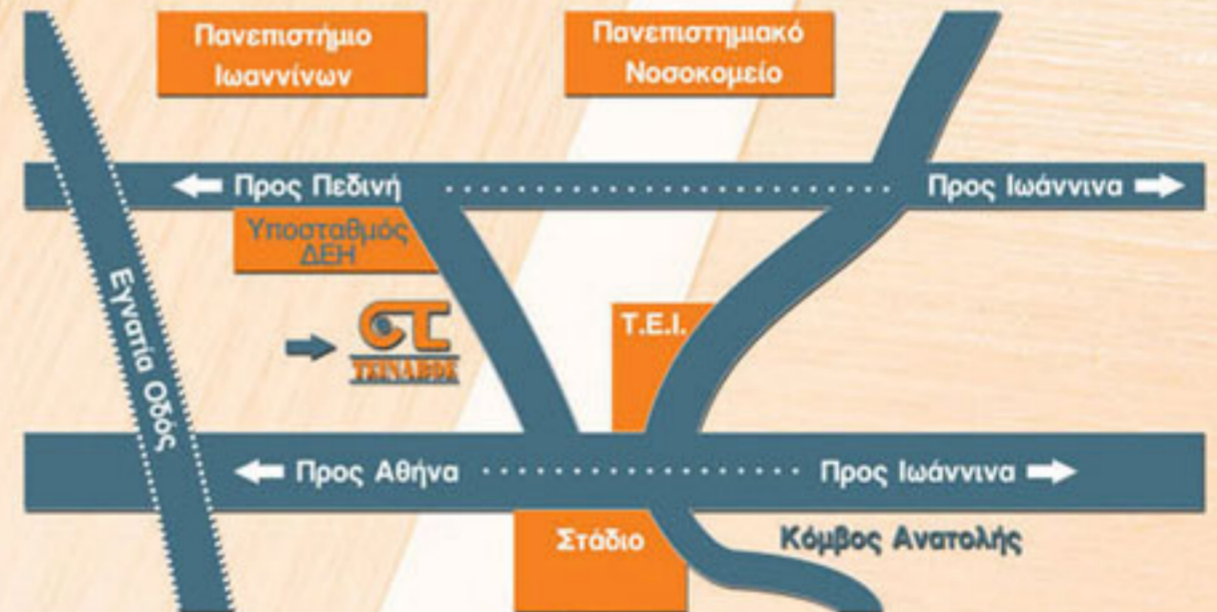 Πανεπιστήμιο
Ιωαννίνων
Πανεπιστημιακό
Νοσοκομείο
Προς Πεδινή
Προς Ιωάννινα
Υποσταθμός
ΔΕΗ
Εγνατία Οδός
Τ.Ε.Ι.
Προς Αθήνα
Προς Ιωάννινα
Στάδιο
Κόμβος Ανατολής